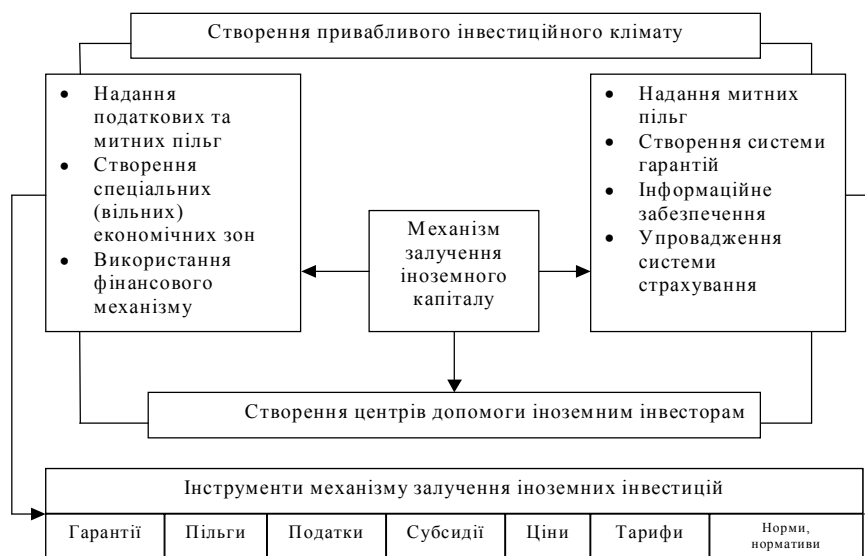 Створення привабливого інвестиційного клімату
• Надання
податкових та
митних пільг
• Створення
спеціальних
(вільних)
економічних зон
• Використання
фінансового
механізму
Механізм
залучення
іноземного
капіталу
• Надання митних
пільг
• Створення системи
гарантій
• Інформаційне
забезпечення
• Упровадження
системи
страхування
Створення центрів допомоги іноземним інвесторам
Інструменти механізму залучення іноземних інвестицій
Гарантії Пільги Податки Субсидії Ціни Тарифи Норми,
нормативи